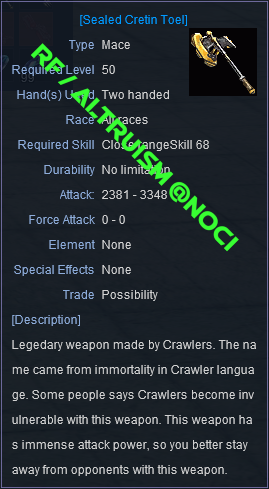 [Sealed Cretin Toel]
Type Mace
Required Level 50
Hand(s) Used Two handed
Race All races
Required Skill Close rangeSkill 68
Durability No limitation
Attack: 2381 - 3348
Force Attack 0 - 0
Element None
Special Effects None
Trade Possibility
[Description]
Legedary weapon made by Crawlers. The na
me came from immortality in Crawler langua
ge. Some people says Crawlers become inv
ulnerable with this weapon. This weapon ha
s immense attack power, so you better stay
away from opponents with this weapon.
RF / ALTRUISM @NOCI